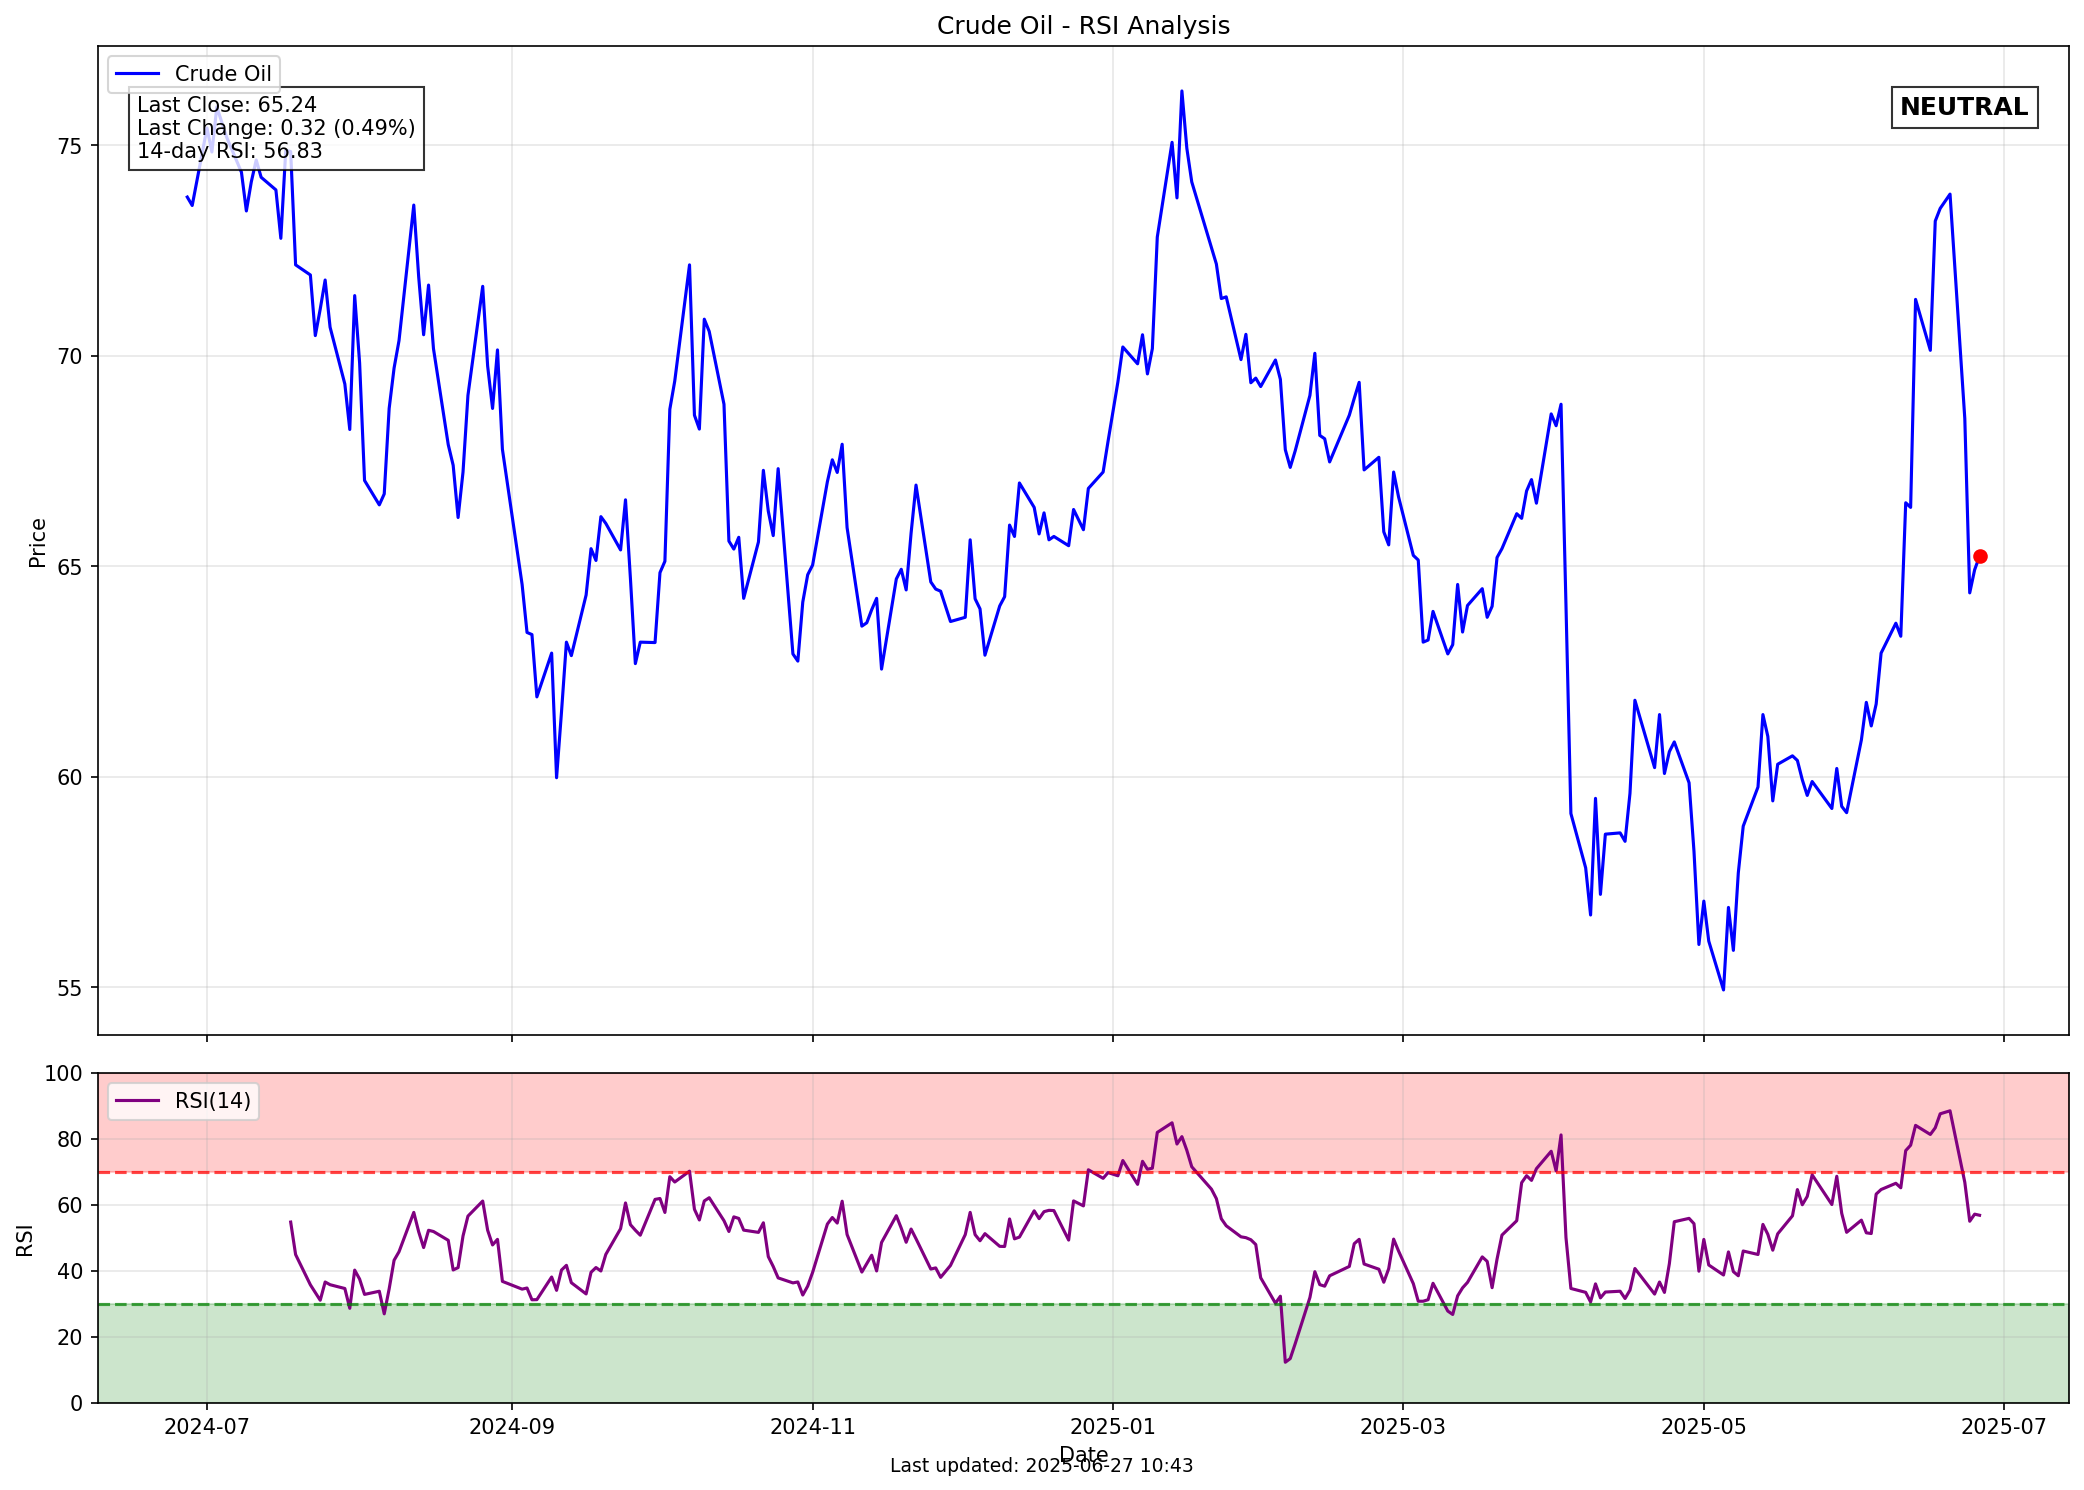 Crude Oil - RSI Analysis
Crude Oil
Last Close: 65.24
Last Change: 0.32 (0.49%)
14-day RSI: 56.83
NEUTRAL
75
70
65
60
55
Price
RSI(14)
100
80
60
40
20
0
RSI
2024-07
2024-09
2024-11
2025-01
2025-03
2025-05
2025-07
Date
Last updated: 2025-06-27 10:43